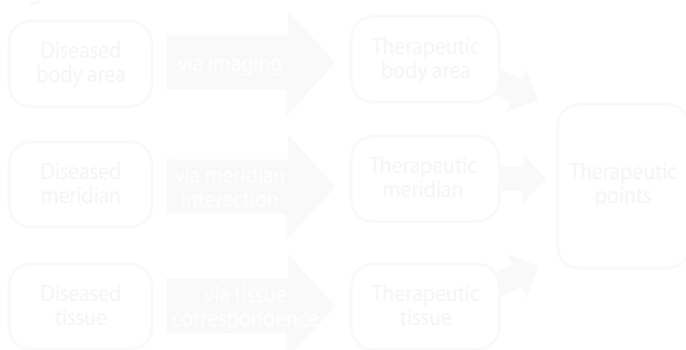 Diseased
body area
via imaging
Therapeutic
body area
Diseased
meridian
via meridian
interaction
Therapeutic
meridian
Therapeutic
points
Diseased
tissue
via tissue
correspondence
Therapeutic
tissue